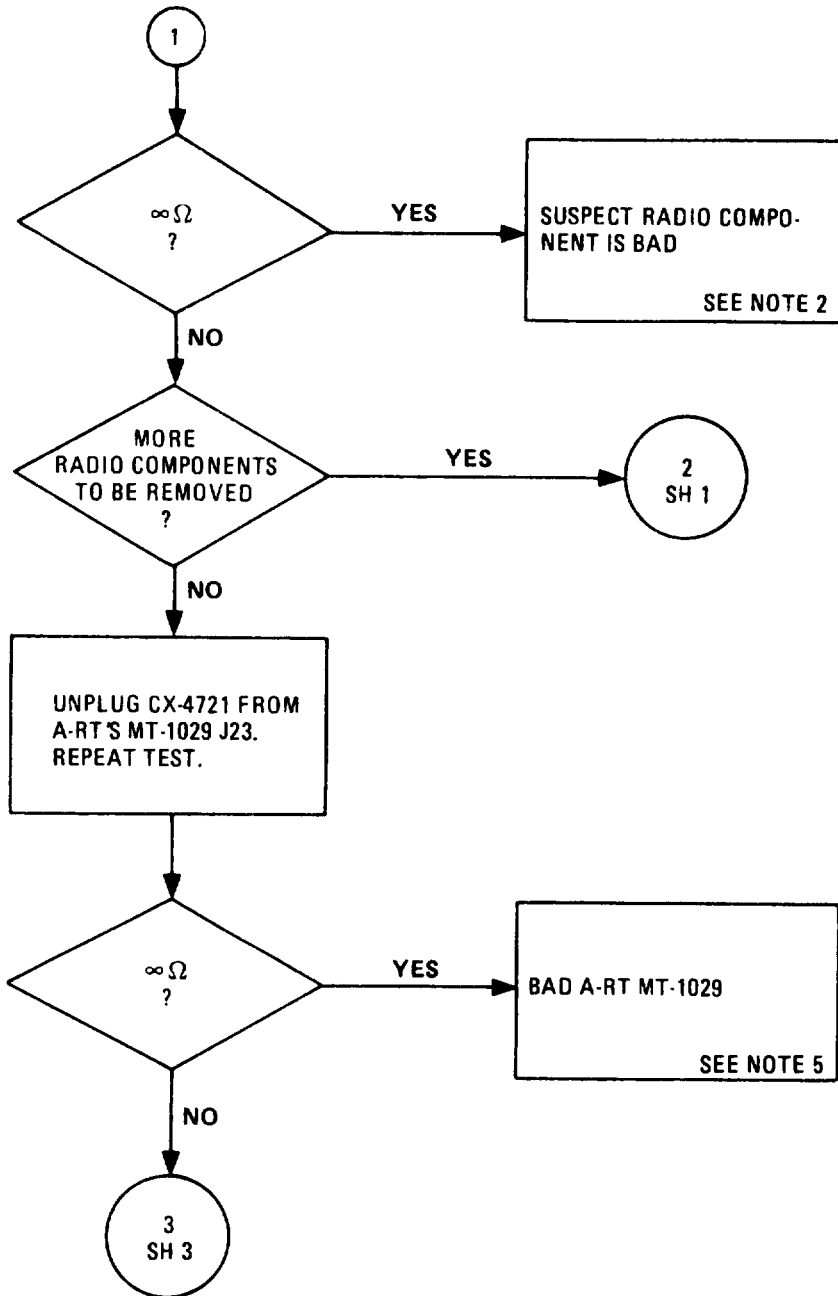 1
∞Ω
?
YES
SUSPECT RADIO COMPO-
NENT IS BAD
SEE NOTE 2
NO
MORE
RADIO COMPONENTS
TO BE REMOVED
?
YES
2
SH 1
NO
UNPLUG CX-4721 FROM
A-RT'S MT-1029 J23.
REPEAT TEST.
∞Ω
?
YES
BAD A-RT MT-1029
SEE NOTE 5
NO
3
SH 3